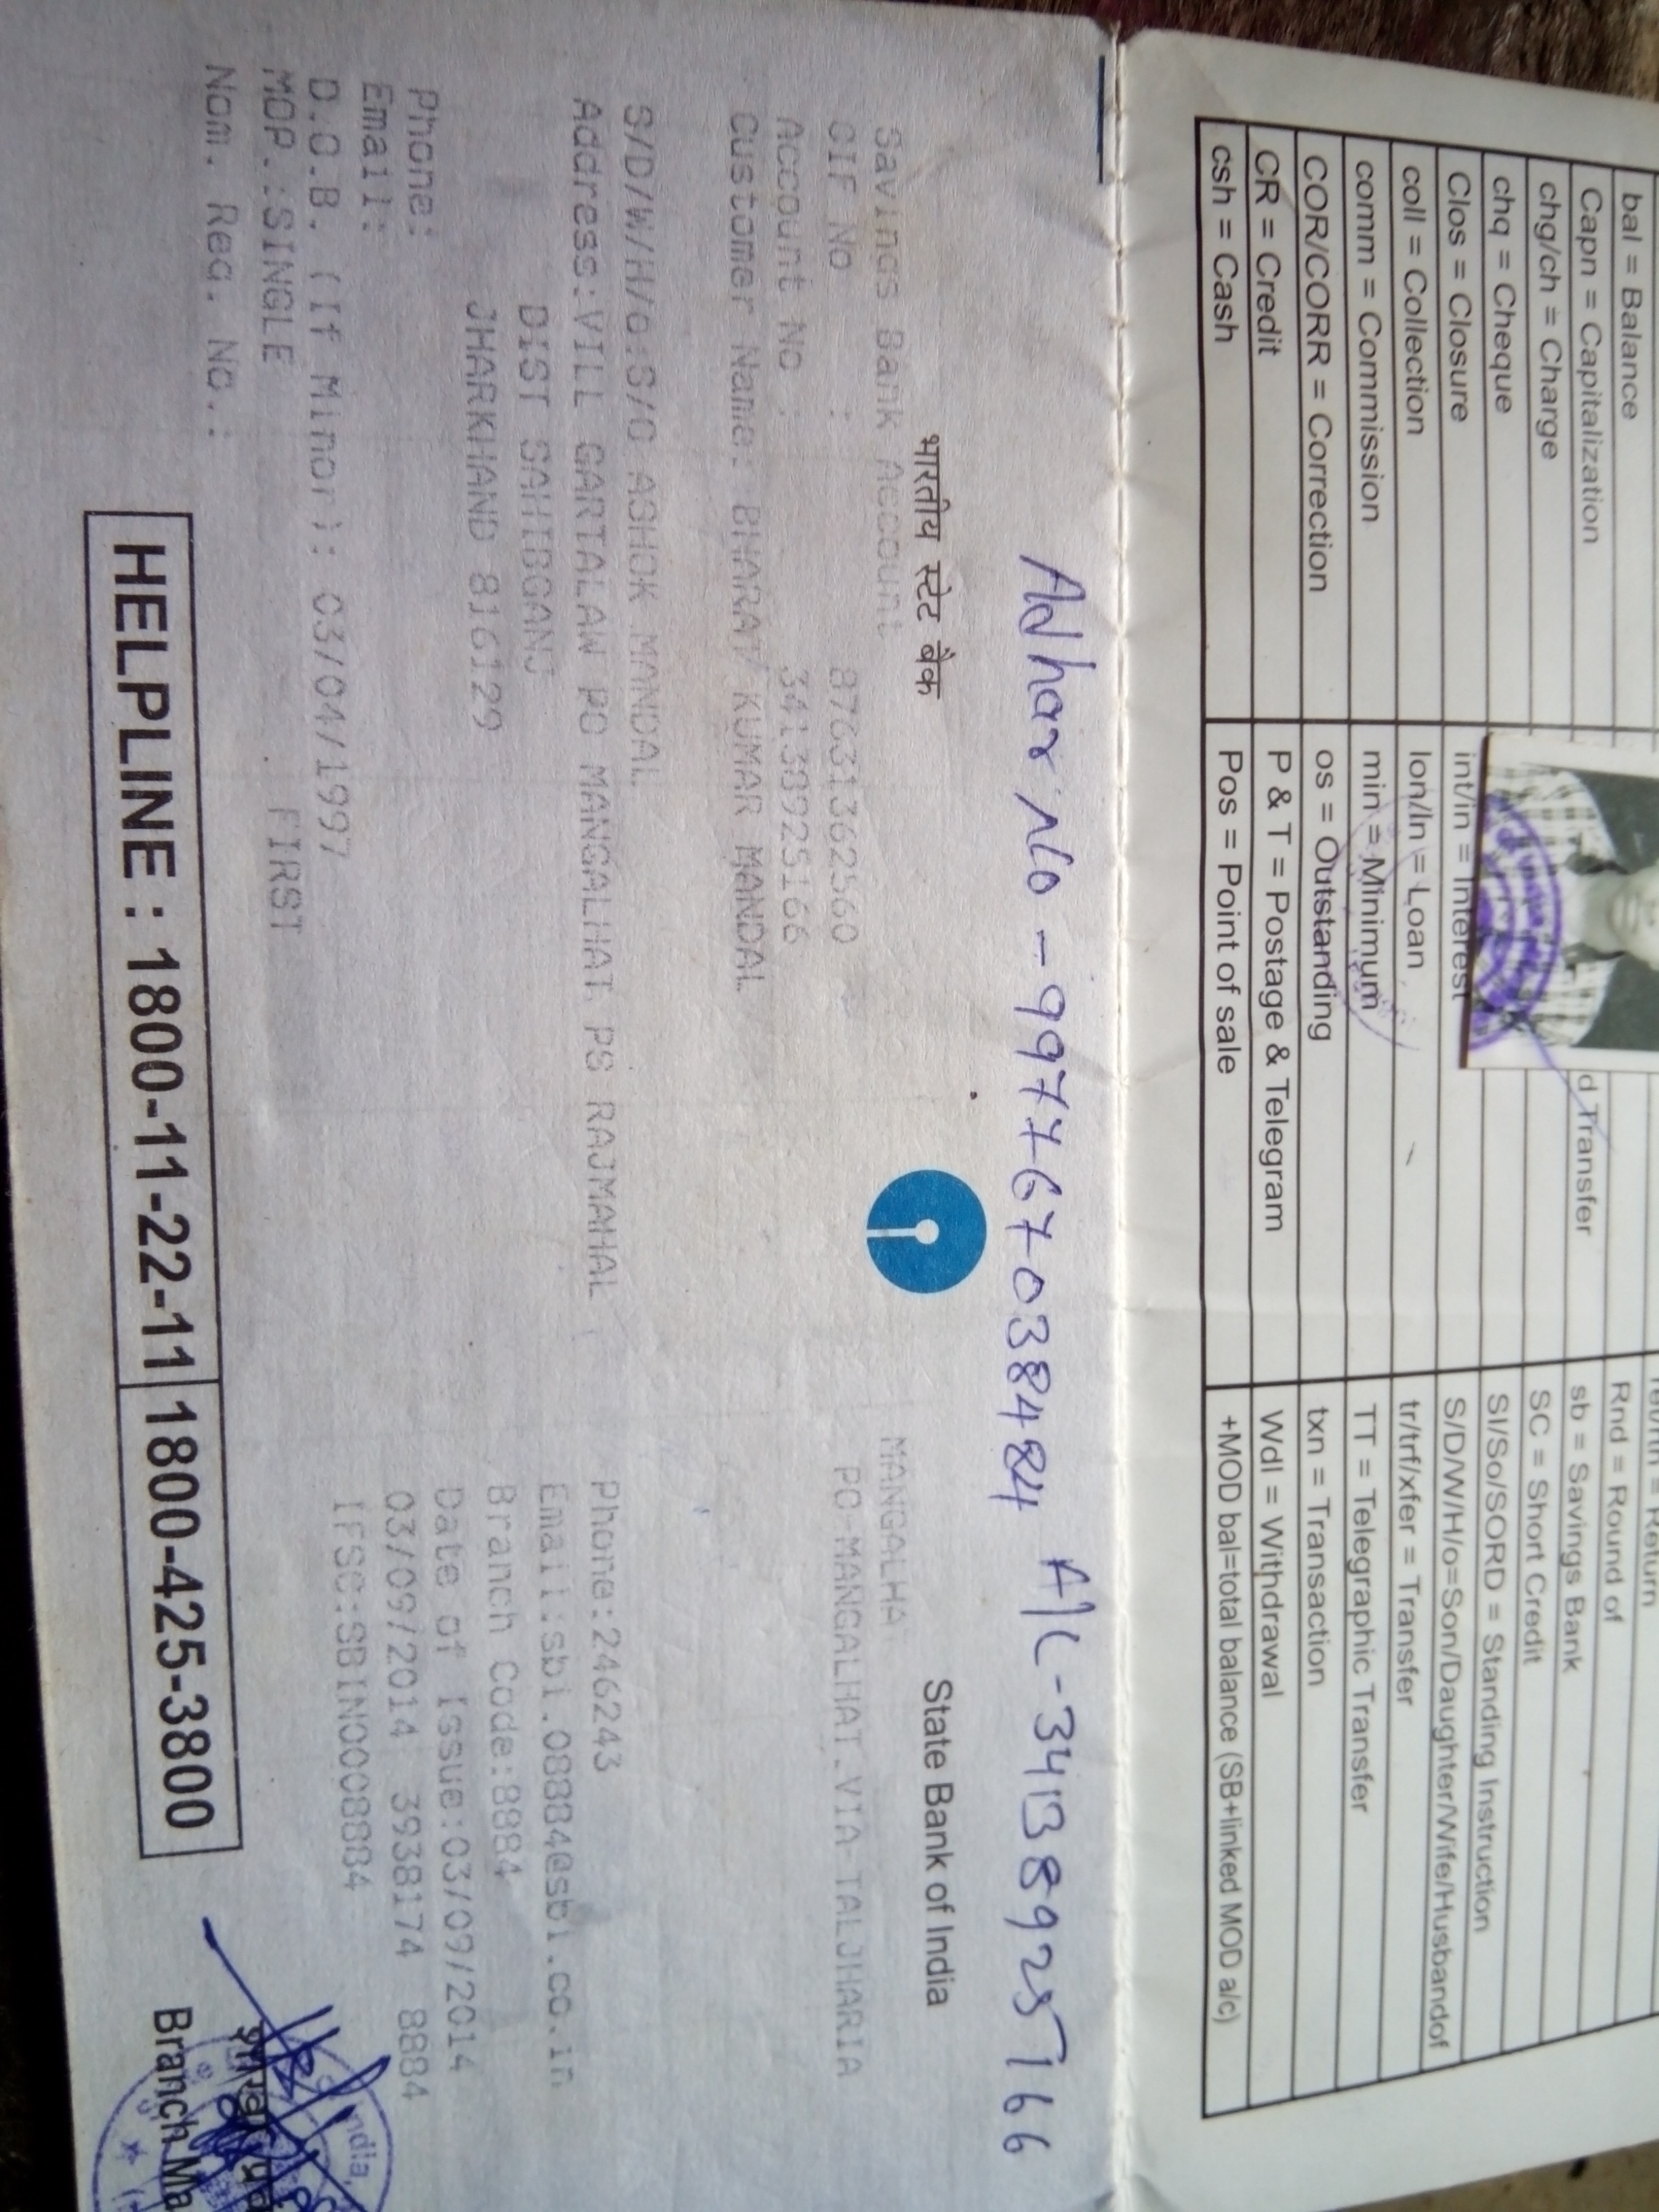 bal = Balance
Capn = Capitalization
chg/ch = Charge
chq = Cheque
Clos = Closure
coll = Collection
comm = Commission
COR/CORR = Correction
CR = Credit
csh = Cash
d Transfer
int/in = Interest
lon/ln = Loan
min = Minimum
os = Outstanding
P & T = Postage & Telegram
Pos = Point of sale
Return
Rnd = Round of
sb = Savings Bank
SC = Short Credit
SI/So/SORD = Standing Instruction
S/D/W/H/o=Son/Daughter/Wife/Husbandof
tr/trf/xfer = Transfer
TT = Telegraphic Transfer
txn = Transaction
Wdl = Withdrawal
+MOD bal=total balance (SB+linked MOD a/c)
Adhar No - 997767038484 A/C - 34138925166
भारतीय स्टेट बैंक State Bank of India
Savings Bank Account MANGALHA
CIF No : 87631362560 PO-MANGALHAT.VIA-TALJHARIA
Account No : 34138925166
Customer Name: BHARAT KUMAR MANDAL
S/D/W/H/o:S/O ASHOK MANDAL
Address:VILL GARTALAW PO MANGALHAT PS RAJMAHAL
DIST SAHIBGANJ
JHARKHAND 816129
Phone:
Email:
D.O.B. (If Minor): 03/04/1997
MOP.:SINGLE FIRST
Nom. Reg. No.:
Phone:246243
Email:sbi.08884@sbi.co.in
Branch Code:8884
Date of Issue:03/09/2014
03/09/2014 3938174 8884
IFSC:SBIN0008884
HELPLINE : 1800-11-22-11 1800-425-3800
Branch Ma